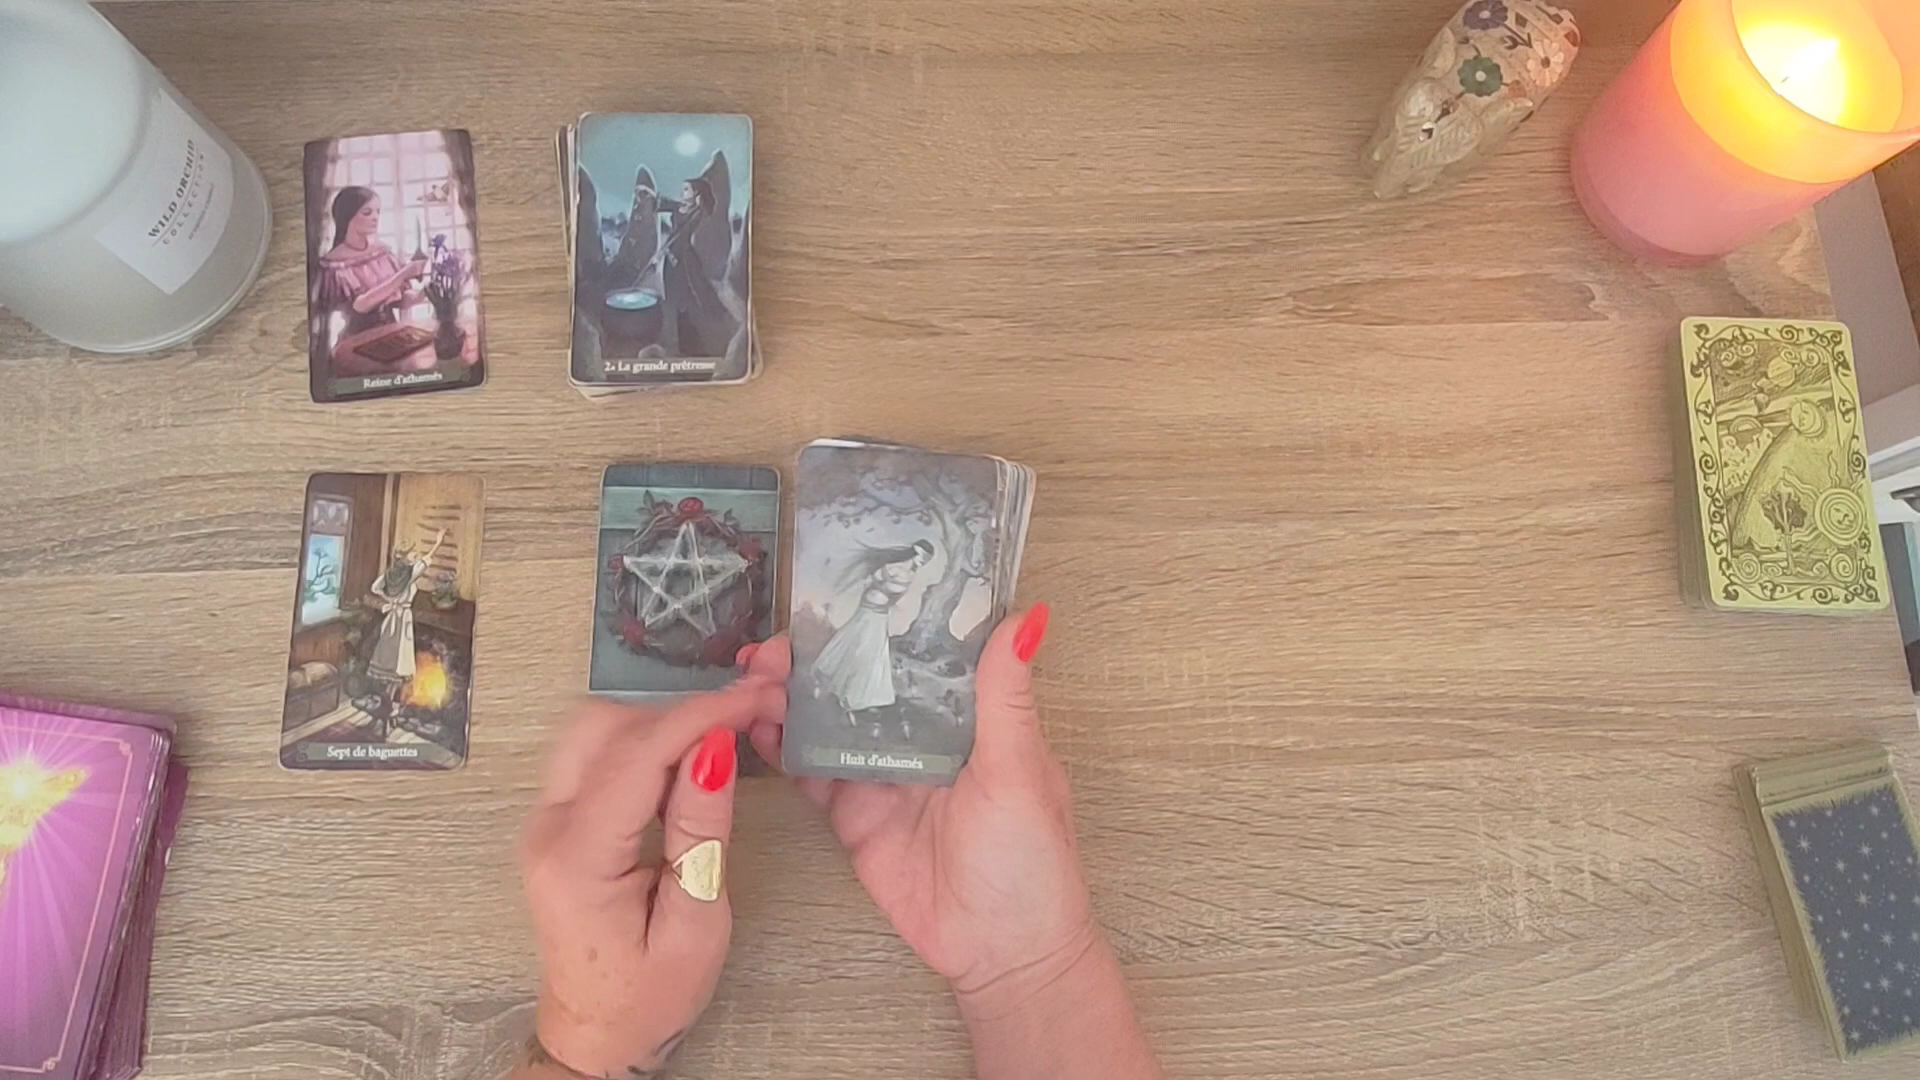 WILD ORCHID
COLLECTION
Reine d'athamés
2. La grande prêtresse
Sept de baguettes
Huit d'athamés